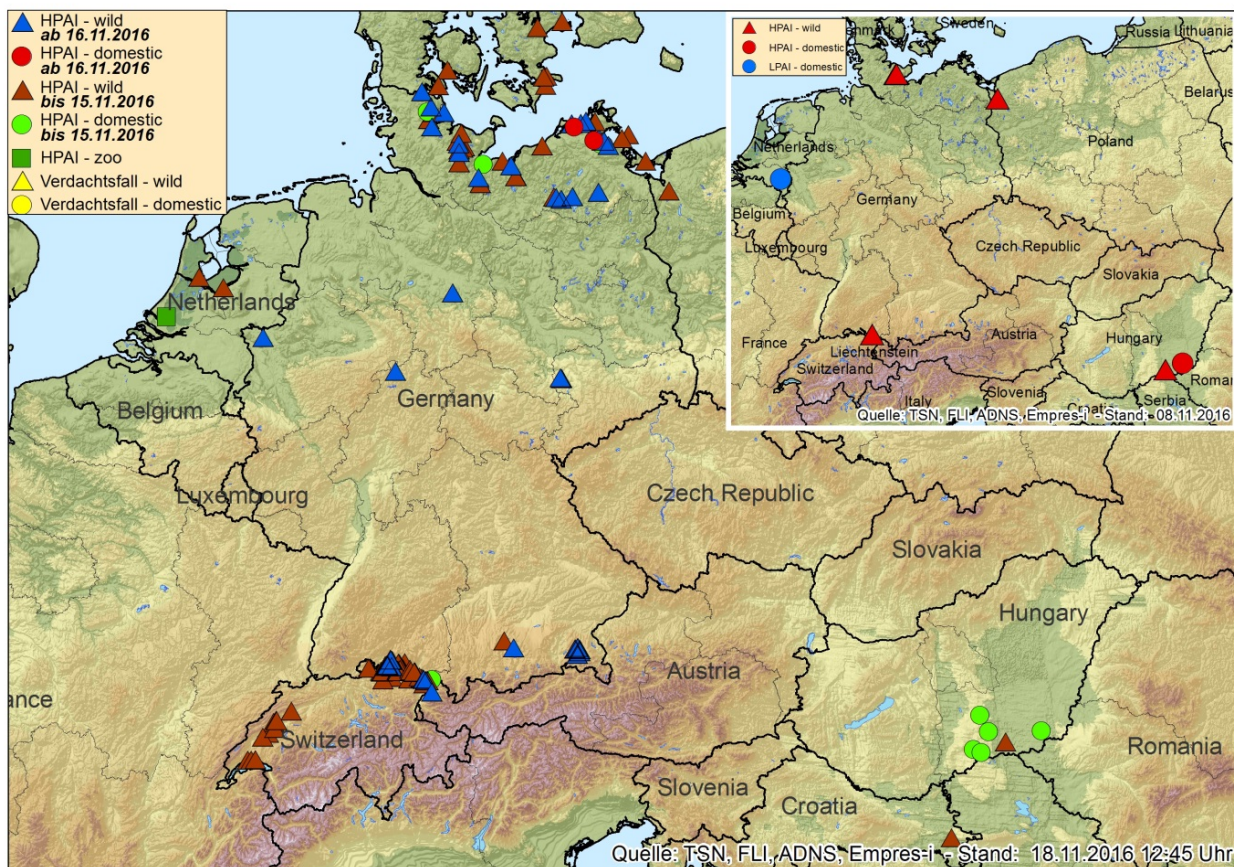 HPAI - wild
ab 16.11.2016
HPAI - domestic
ab 16.11.2016
HPAI - wild
bis 15.11.2016
HPAI - domestic
bis 15.11.2016
HPAI - zoo
Verdachtsfall - wild
Verdachtsfall - domestic
HPAI - wild
HPAI - domestic
LPAI - domestic
enmark
Sweden
Russia
Lithuania
Belarus
Netherlands
Poland
Belgium
Germany
Luxembourg
Czech Republic
Slovakia
France
Liechtenstein
Austria
Hungary
Switzerland
Roman
Italy
Slovenia
Serbia
Quelle: TSN, FLI, ADNS, Empres-i - Stand: 08.11.2016
Netherlands
Belgium
Germany
Luxembourg
Czech Republic
Slovakia
Hungary
Austria
ance
Switzerland
Romania
Slovenia
Croatia
Quelle: TSN, FLI, ADNS, Empres-i - Stand: 18.11.2016 12:45 Uhr